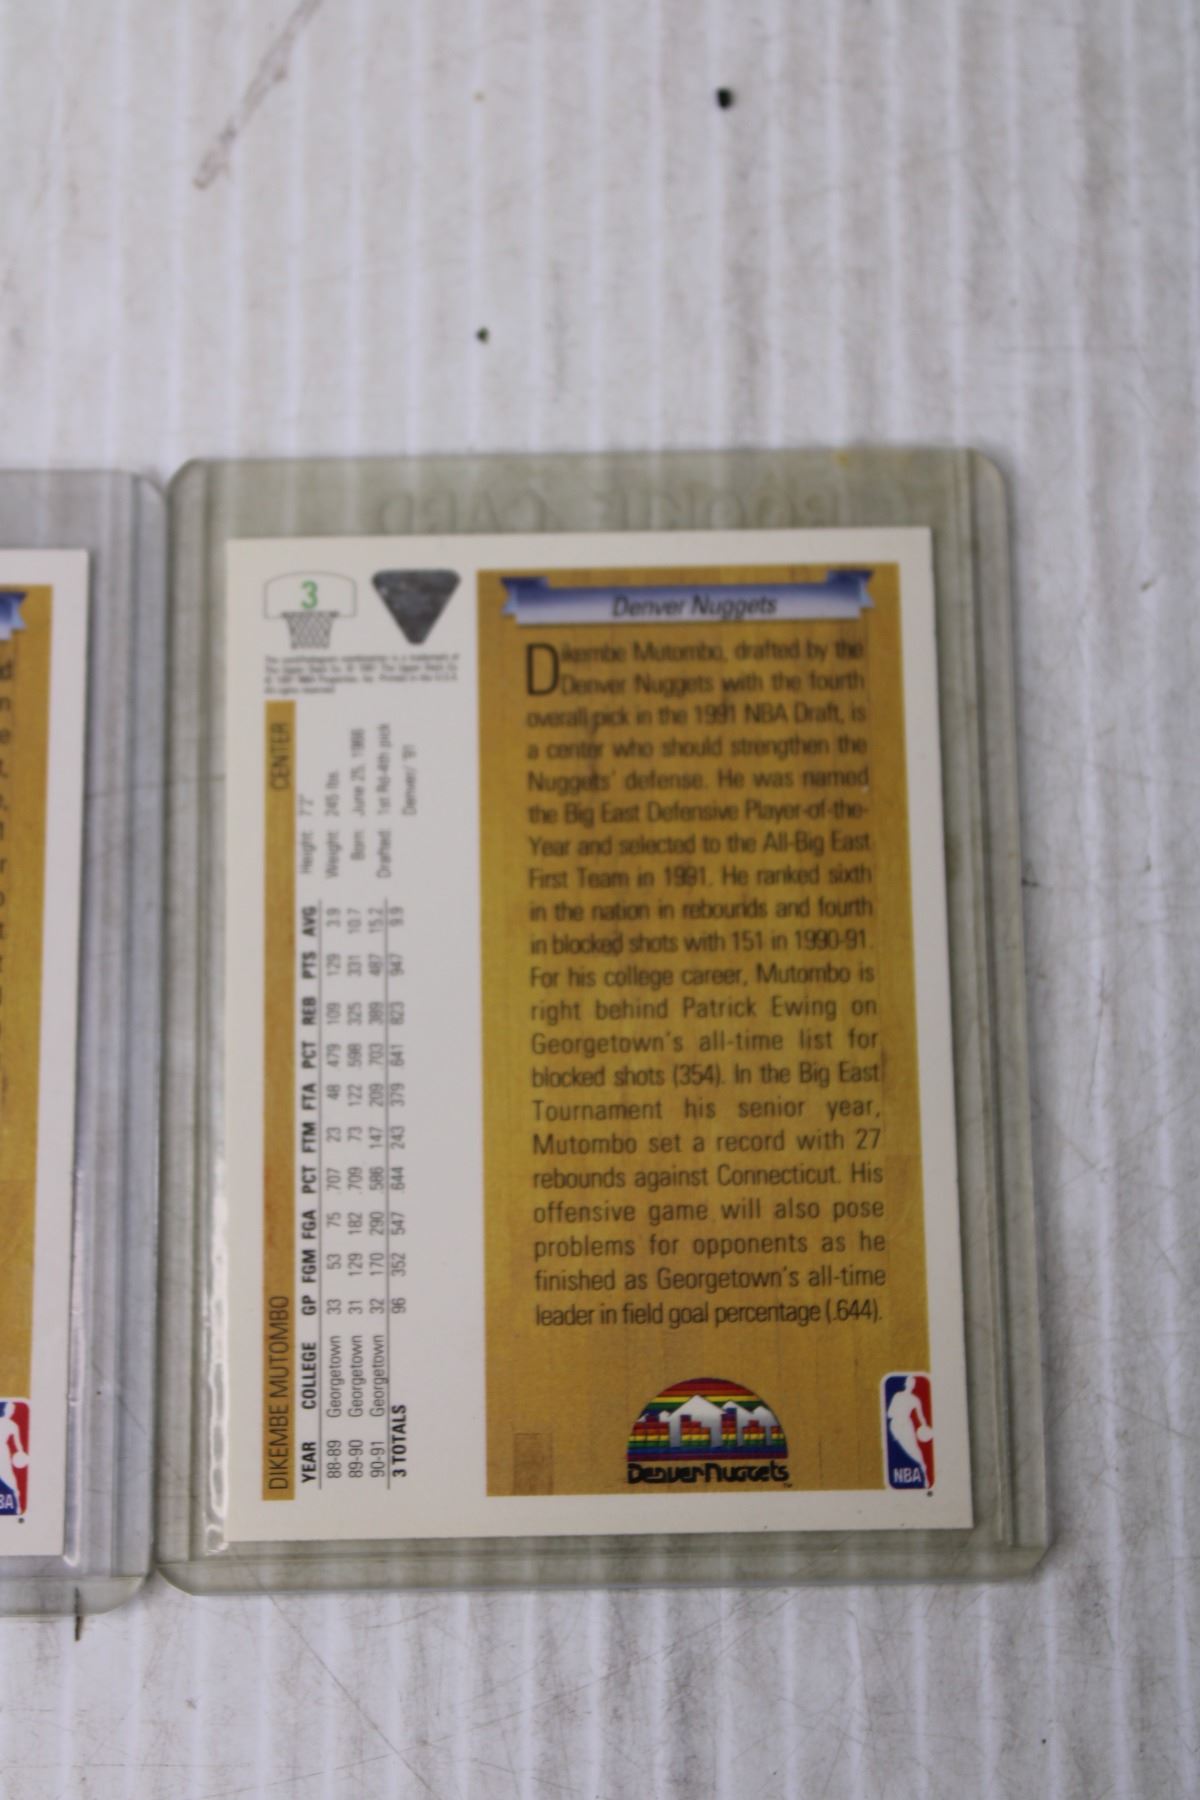 ROOKIE CARD
3
Denver Nuggets
Dikembe Mutombo, drafted by the
Denver Nuggets with the fourth
overall pick in the 1991 NBA Draft, is
a center who should strengthen the
Nuggets' defense. He was named
the Big East Defensive Player-of-the-
Year and selected to the All-Big East
First Team in 1991. He ranked sixth
in the nation in rebounds and fourth
in blocked shots with 151 in 1990-91.
For his college career, Mutombo is
right behind Patrick Ewing on
Georgetown's all-time list for
blocked shots (354). In the Big East
Tournament his senior year,
Mutombo set a record with 27
rebounds against Connecticut. His
offensive game will also pose
problems for opponents as he
finished as Georgetown's all-time
leader in field goal percentage (.644).
Denver Nuggets
NBA
DIKEMBE MUTOMBO CENTER
Height 7'2"
Weight 245 lbs.
Born June 25, 1966
Drafted 1st Rd-4th pick
Denver/ '91
YEAR COLLEGE GP FGM FGA PCT FTM FTA PCT REB PTS AVG
88-89 Georgetown 33 53 75 .707 23 48 .479 109 129 3.9
89-90 Georgetown 31 129 182 .709 73 122 .598 325 331 10.7
90-91 Georgetown 32 170 290 .586 147 209 .703 389 487 15.2
3 TOTALS 96 352 547 .644 243 379 .641 823 947 9.9